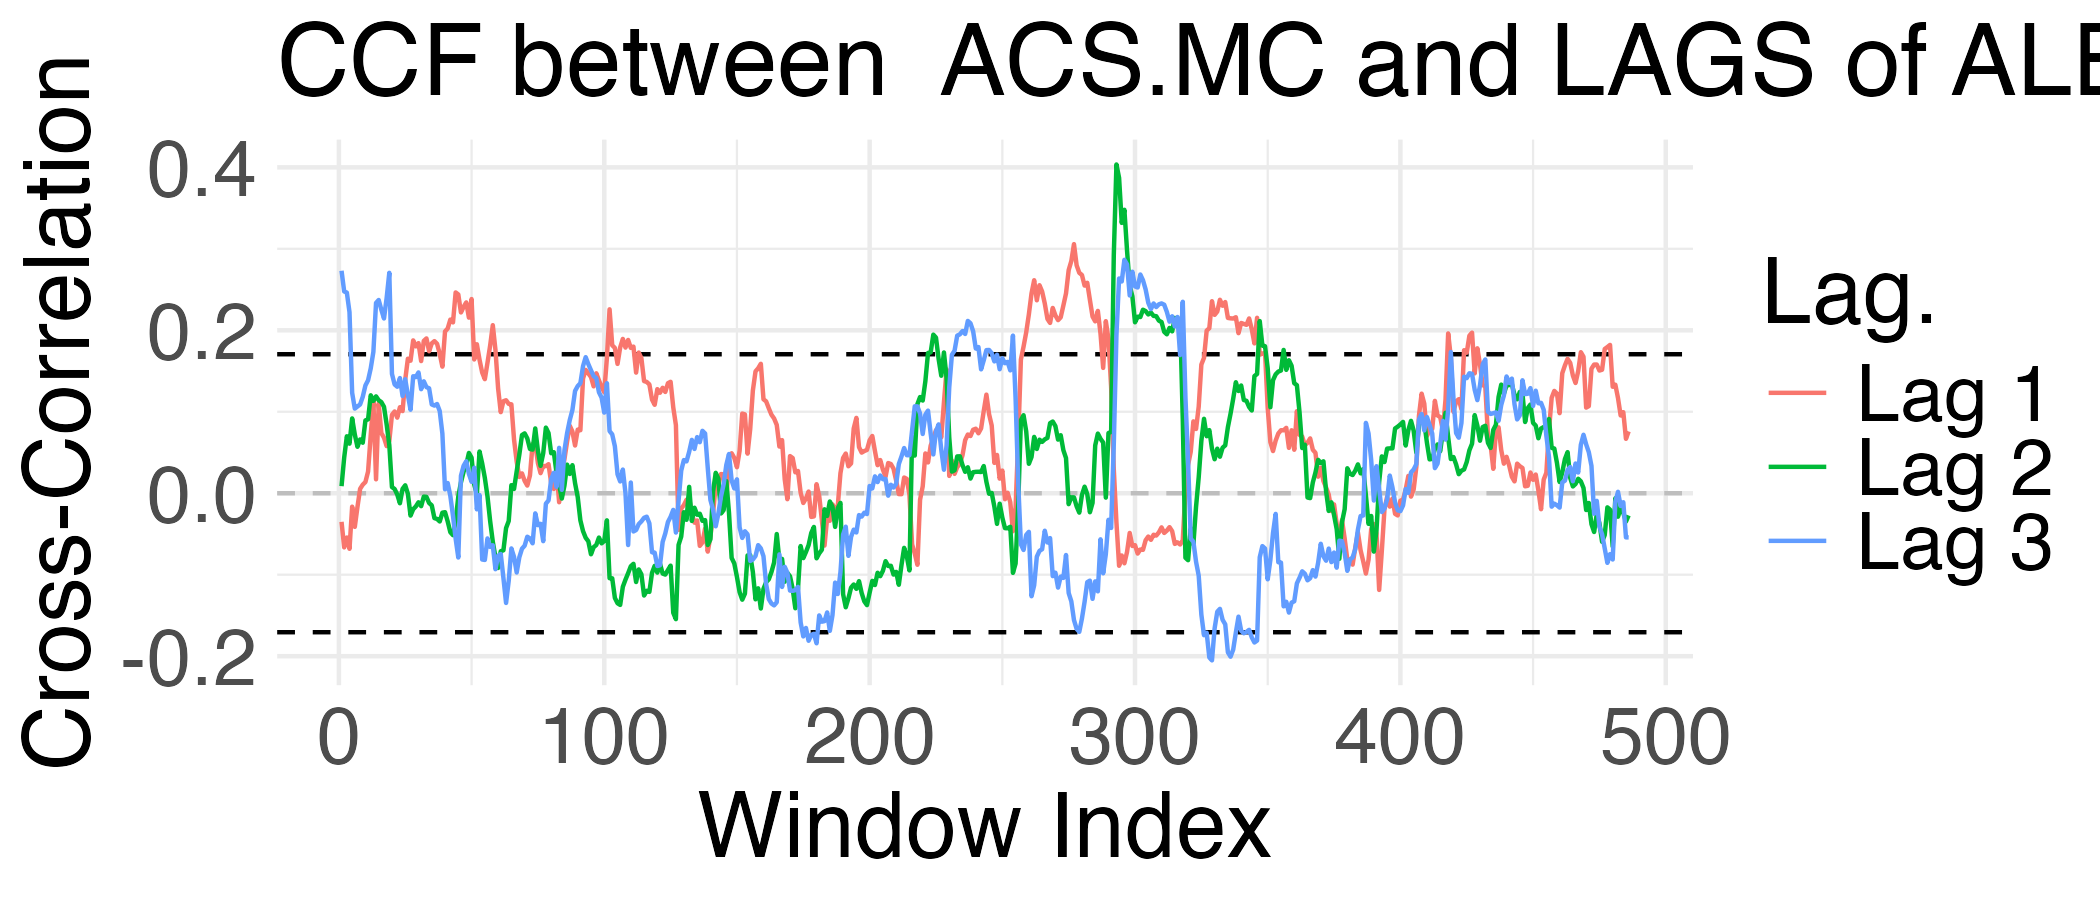 CCF between  ACS.MC and LAGS of
Cross-Correlation
0.4
0.2
0.0
-0.2
0
100
200
300
400
500
Window Index
Lag.
Lag 1
Lag 2
Lag 3